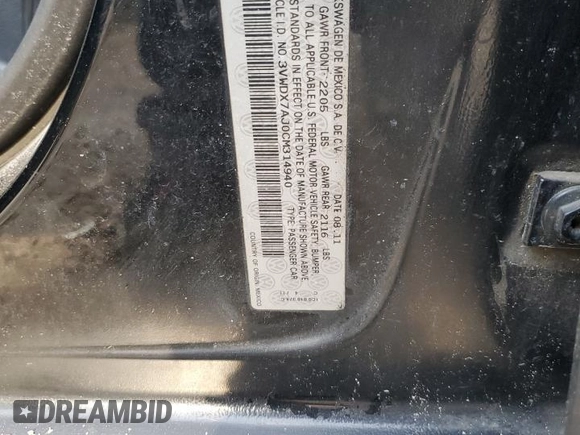 KSWAGEN DE MEXICO S.A. DE C.V. DATE 08.11
GAWR FRONT: 2205 LBS GAWR REAR: 2116 LBS
TO ALL APPLICABLE U.S. FEDERAL MOTOR VEHICLE SAFETY, BUMPER
STANDARDS IN EFFECT ON THE DATE OF MANUFACTURE SHOWN ABOVE.
CLE I.D. NO 3VWDX7AJ0CM314940 TYPE: PASSENGER CAR
COUNTRY OF ORIGIN: MEXICO
DREAMBID